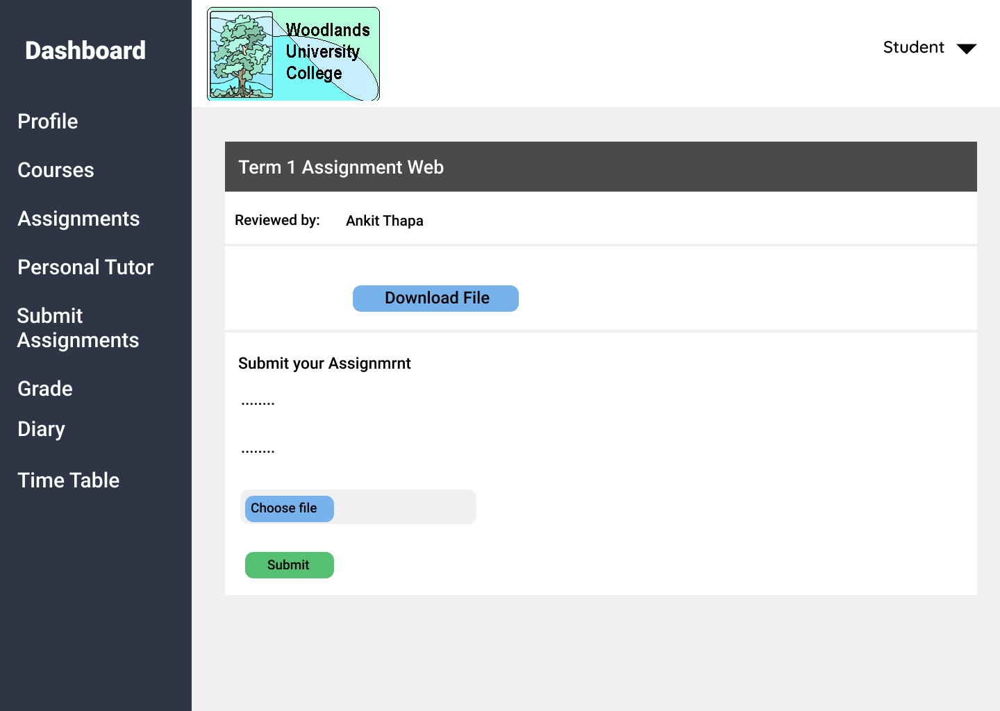 Dashboard
Profile
Courses
Assignments
Personal Tutor
Submit
Assignments
Grade
Diary
Time Table
Woodlands
University
College
Student
Term 1 Assignment Web
Reviewed by: Ankit Thapa
Download File
Submit your Assignmrnt
........
........
Choose file
Submit